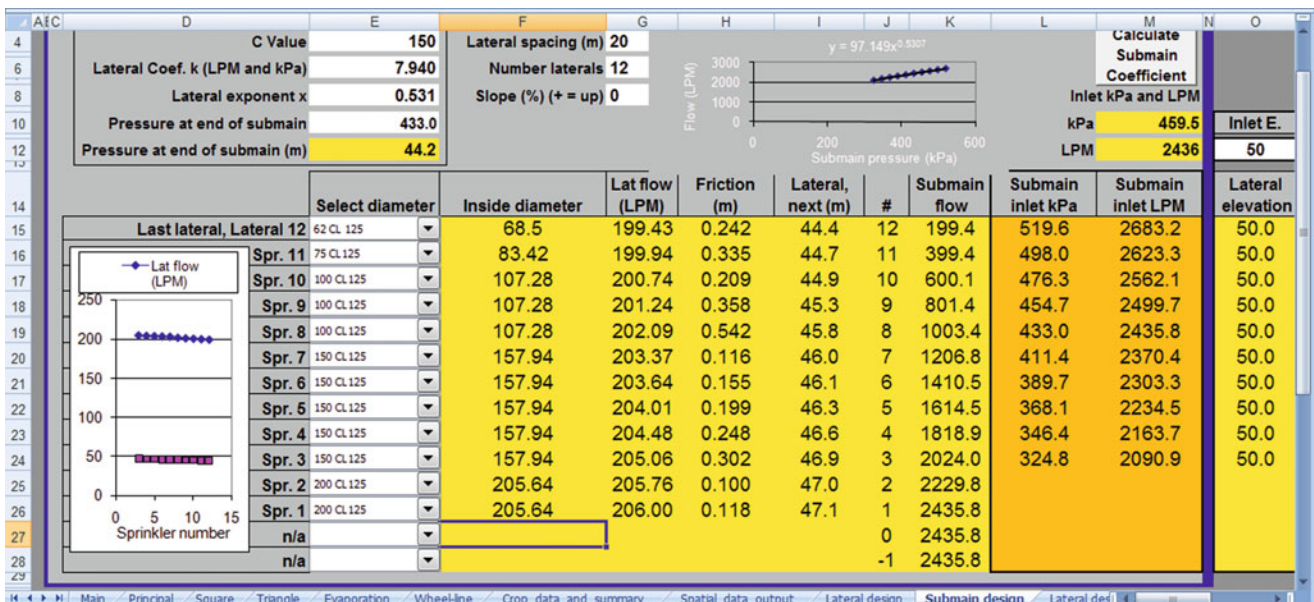 A B C D E F G H I J K L M N O
4 C Value 150 Lateral spacing (m) 20 y = 97.149x^0.5307 Calculate Submain Coefficient
6 Lateral Coef. k (LPM and kPa) 7.940 Number laterals 12
8 Lateral exponent x 0.531 Slope (%) (+ = up) 0 Inlet kPa and LPM
10 Pressure at end of submain 433.0 kPa 459.5 Inlet E.
12 Pressure at end of submain (m) 44.2 LPM 2436 50
Flow (LPM)
3000
2000
1000
0
0 200 400 600
Submain pressure (kPa)
13
14 Select diameter Inside diameter Lat flow (LPM) Friction (m) Lateral, next (m) # Submain flow Submain inlet kPa Submain inlet LPM Lateral elevation
15 Last lateral, Lateral 12 62 CL 125 68.5 199.43 0.242 44.4 12 199.4 519.6 2683.2 50.0
16 Spr. 11 75 CL 125 83.42 199.94 0.335 44.7 11 399.4 498.0 2623.3 50.0
17 Spr. 10 100 CL 125 107.28 200.74 0.209 44.9 10 600.1 476.3 2562.1 50.0
18 Spr. 9 100 CL 125 107.28 201.24 0.358 45.3 9 801.4 454.7 2499.7 50.0
19 Spr. 8 100 CL 125 107.28 202.09 0.542 45.8 8 1003.4 433.0 2435.8 50.0
20 Spr. 7 150 CL 125 157.94 203.37 0.116 46.0 7 1206.8 411.4 2370.4 50.0
21 Spr. 6 150 CL 125 157.94 203.64 0.155 46.1 6 1410.5 389.7 2303.3 50.0
22 Spr. 5 150 CL 125 157.94 204.01 0.199 46.3 5 1614.5 368.1 2234.5 50.0
23 Spr. 4 150 CL 125 157.94 204.48 0.248 46.6 4 1818.9 346.4 2163.7 50.0
24 Spr. 3 150 CL 125 157.94 205.06 0.302 46.9 3 2024.0 324.8 2090.9 50.0
25 Spr. 2 200 CL 125 205.64 205.76 0.100 47.0 2 2229.8
26 Spr. 1 200 CL 125 205.64 206.00 0.118 47.1 1 2435.8
27 n/a 0 2435.8
28 n/a -1 2435.8
29
Lat flow (LPM)
250
200
150
100
50
0
0 5 10 15
Sprinkler number
Main Principal Square Triangle Evaporation Wheel-line Crop data and summary Spatial data output Lateral design Submain design Lateral des